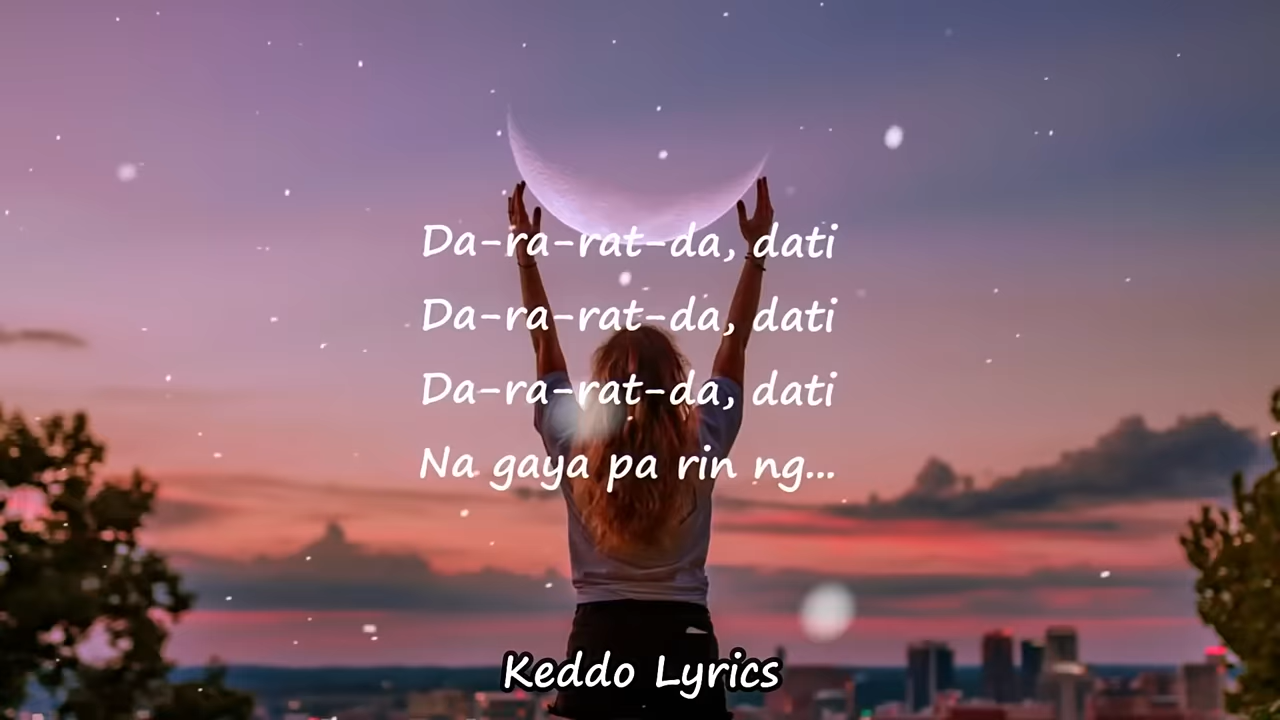 Da-ra-rat-da, dati
Da-ra-rat-da, dati
Da-ra-rat-da, dati
Na gaya pa rin ng...
Keddo Lyrics